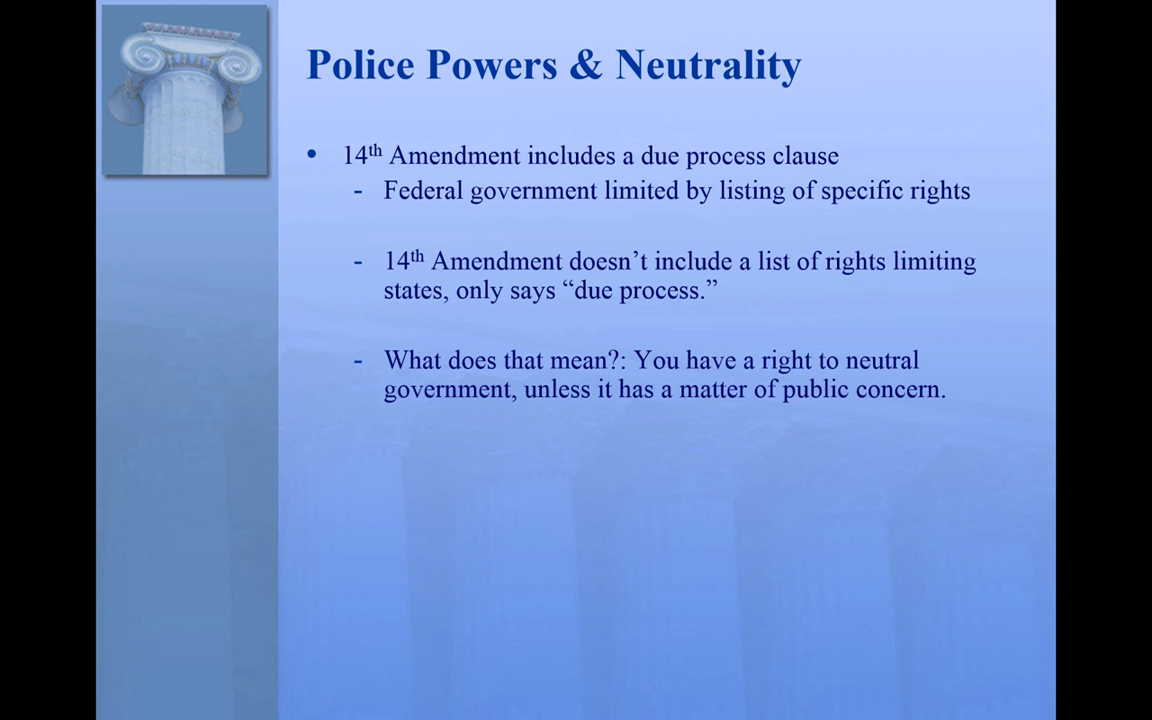 Police Powers & Neutrality
• 14th Amendment includes a due process clause
- Federal government limited by listing of specific rights
- 14th Amendment doesn’t include a list of rights limiting
states, only says “due process.”
- What does that mean?: You have a right to neutral
government, unless it has a matter of public concern.